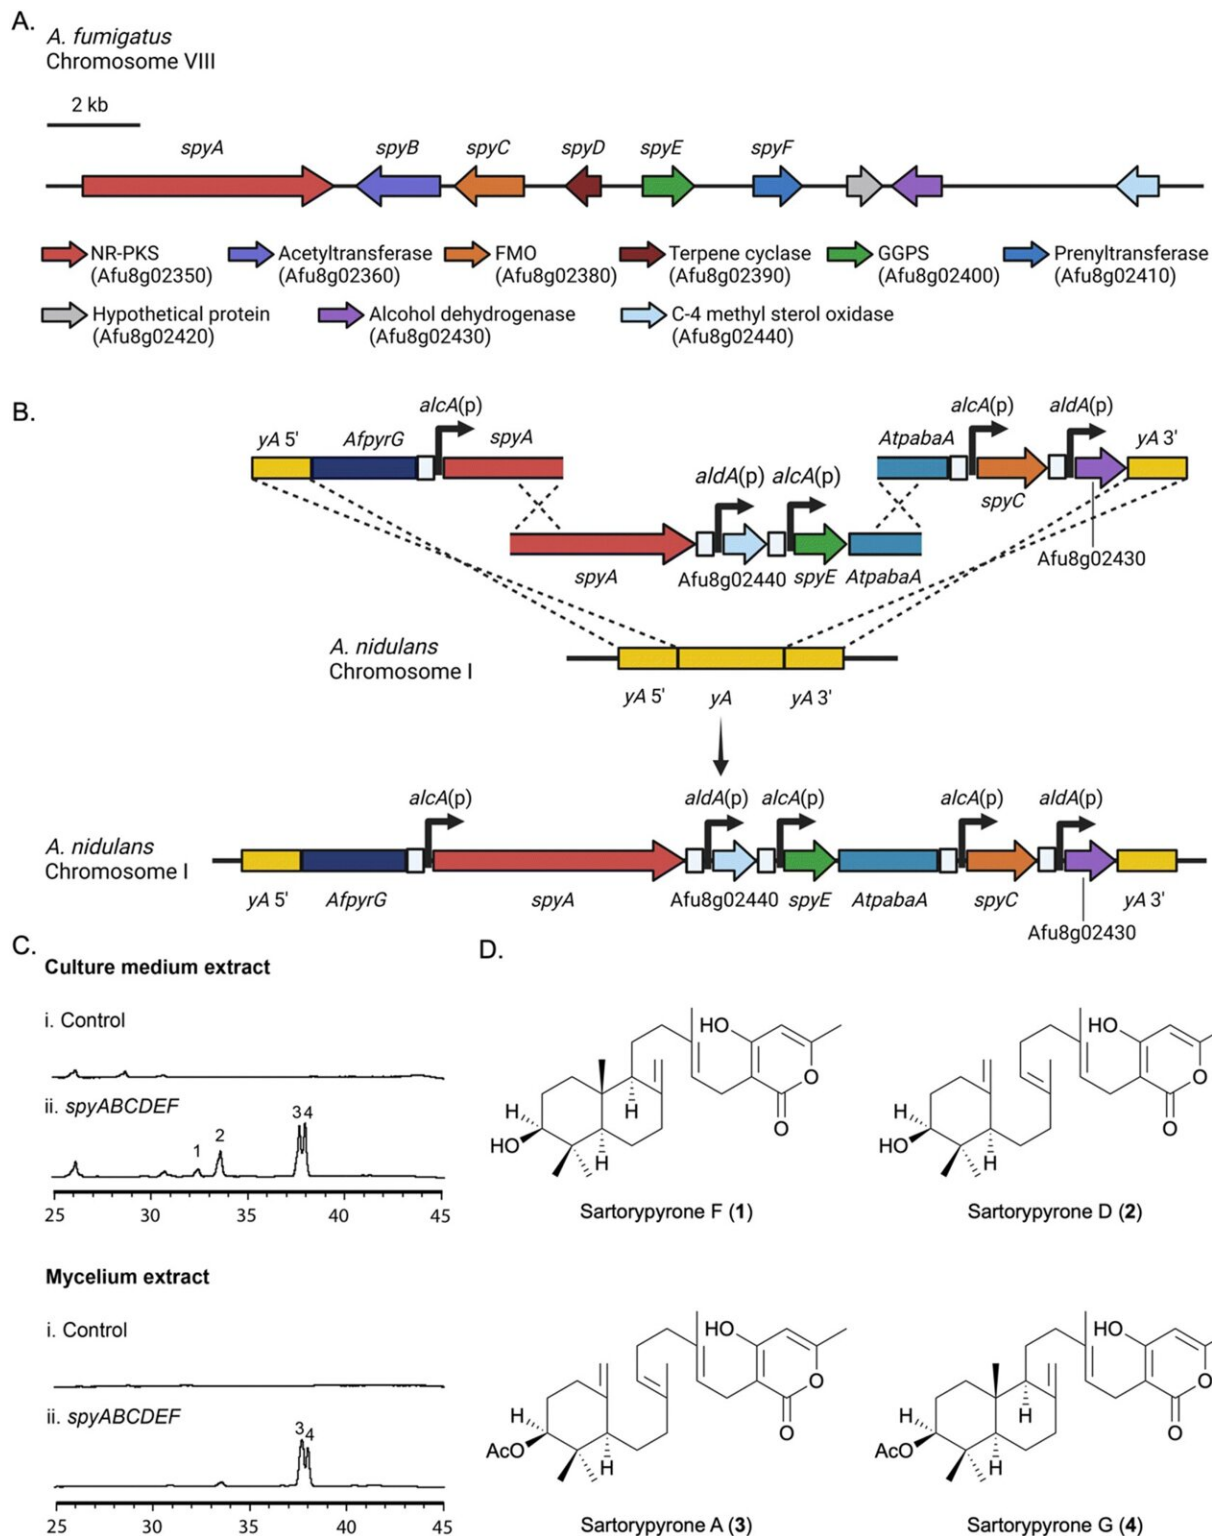 A.
A. fumigatus
Chromosome VIII
2 kb
spyA spyB spyC spyD spyE spyF
NR-PKS Acetyltransferase FMO Terpene cyclase GGPS Prenyltransferase
(Afu8g02350) (Afu8g02360) (Afu8g02380) (Afu8g02390) (Afu8g02400) (Afu8g02410)
Hypothetical protein Alcohol dehydrogenase C-4 methyl sterol oxidase
(Afu8g02420) (Afu8g02430) (Afu8g02440)
B.
alcA(p) alcA(p) aldA(p)
yA 5' AfpyrG spyA AtpabaA yA 3'
aldA(p) alcA(p)
spyC
Afu8g02430
spyA Afu8g02440 spyE AtpabaA
A. nidulans
Chromosome I
yA 5' yA yA 3'
alcA(p) aldA(p) alcA(p) alcA(p) aldA(p)
A. nidulans
Chromosome I
yA 5' AfpyrG spyA Afu8g02440 spyE AtpabaA spyC yA 3'
Afu8g02430
C.
Culture medium extract
i. Control
ii. spyABCDEF
1 2 3 4
25 30 35 40 45
Mycelium extract
i. Control
ii. spyABCDEF
3 4
25 30 35 40 45
D.
HO O O H H HO H
Sartorypyrone F (1)
HO O O H HO H
Sartorypyrone D (2)
HO O O H AcO H
Sartorypyrone A (3)
HO O O H H AcO H
Sartorypyrone G (4)